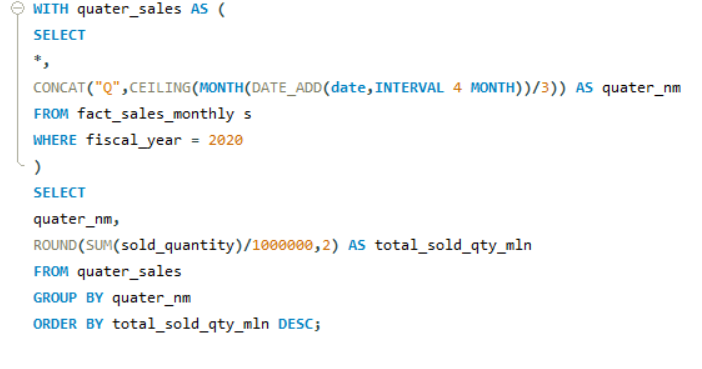 WITH quater_sales AS (
SELECT
*,
CONCAT("Q",CEILING(MONTH(DATE_ADD(date,INTERVAL 4 MONTH))/3)) AS quater_nm
FROM fact_sales_monthly s
WHERE fiscal_year = 2020
)
SELECT
quater_nm,
ROUND(SUM(sold_quantity)/1000000,2) AS total_sold_qty_mln
FROM quater_sales
GROUP BY quater_nm
ORDER BY total_sold_qty_mln DESC;